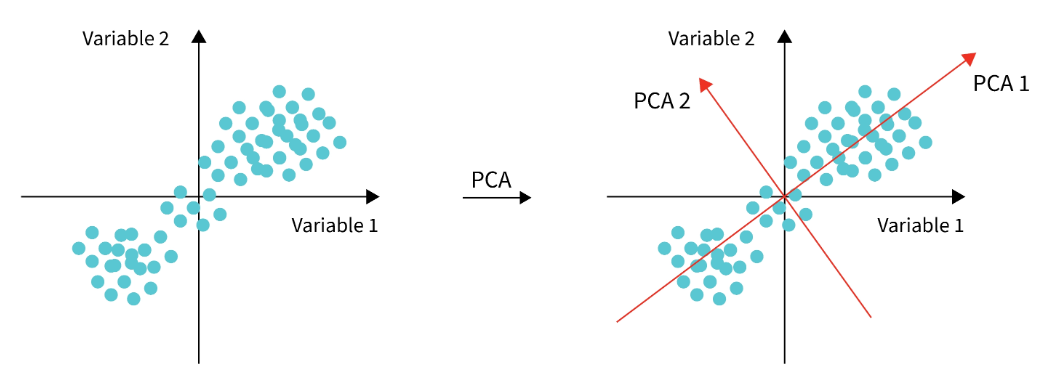 Variable 2
Variable 1
PCA
Variable 2
PCA 1
PCA 2
Variable 1